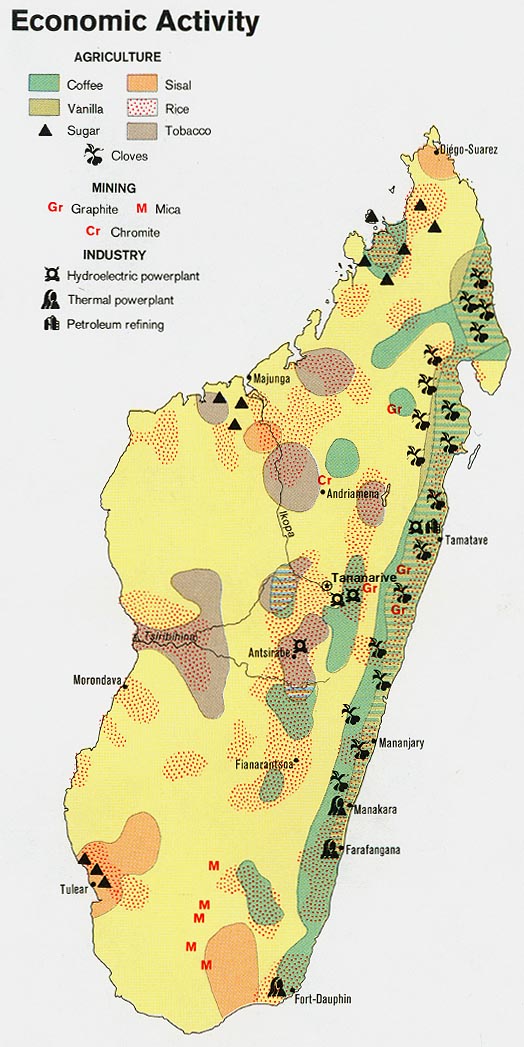 Economic Activity
AGRICULTURE
Coffee
Sisal
Vanilla
Rice
Sugar
Tobacco
Cloves
MINING
Gr Graphite
M Mica
Cr Chromite
INDUSTRY
Hydroelectric powerplant
Thermal powerplant
Petroleum refining
Diégo-Suarez
Majunga
Gr
Cr
Andriamena
Ikopa
Tamatave
Gr
Tananarive
Gr
Gr
Tsiribihina
Antsirabe
Morondava
Mananjary
Fianarantsoa
Manakara
Farafangana
M
Tulear
M
M
M
M
Fort-Dauphin